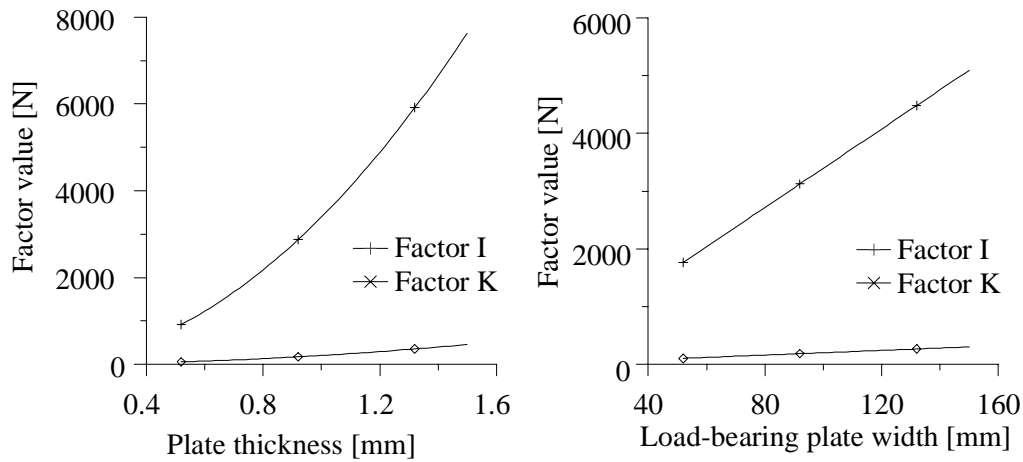 8000
6000
4000
2000
0
Factor value [N]
Factor I
Factor K
0.4
0.8
1.2
1.6
Plate thickness [mm]
6000
4000
2000
0
Factor value [N]
Factor I
Factor K
40
80
120
160
Load-bearing plate width [mm]